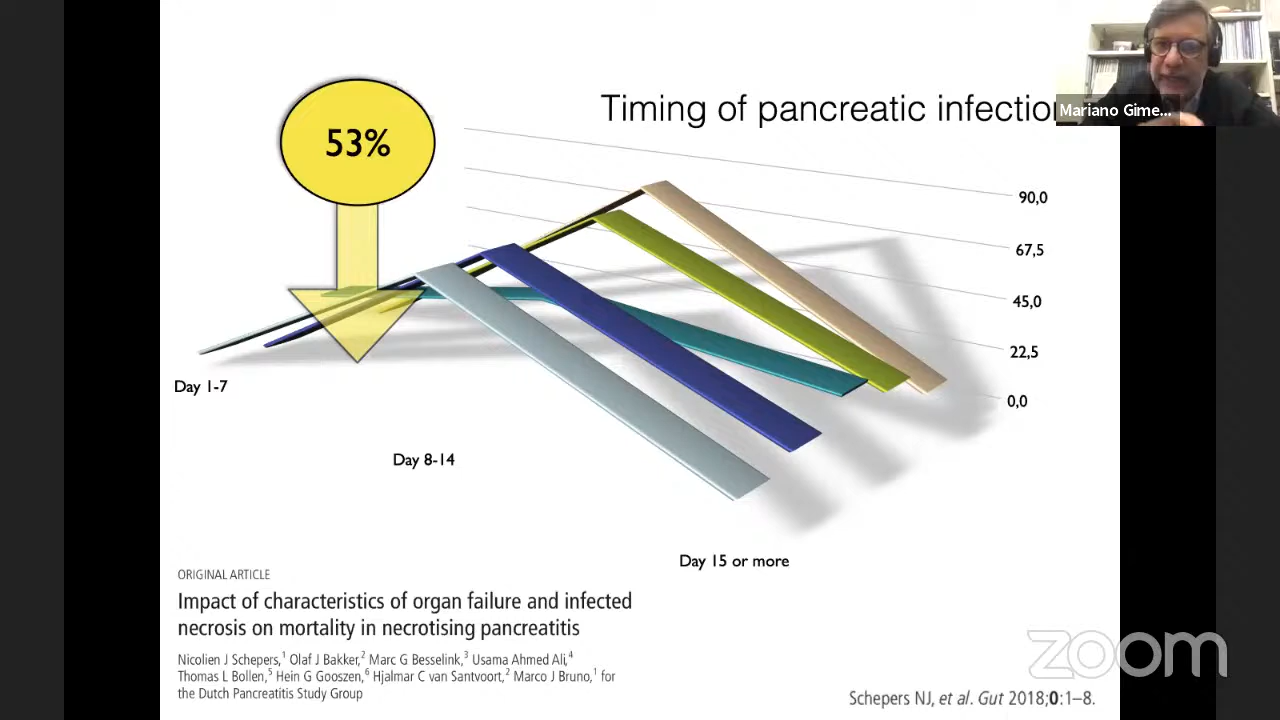 Timing of pancreatic infection
Mariano Gime...
53%
90,0
67,5
45,0
22,5
0,0
Day 1-7
Day 8-14
Day 15 or more
ORIGINAL ARTICLE
Impact of characteristics of organ failure and infected
necrosis on mortality in necrotising pancreatitis
Nicolien J Schepers,1 Olaf J Bakker,2 Marc G Besselink,3 Usama Ahmed Ali,4
Thomas L Bollen,5 Hein G Gooszen,6 Hjalmar C van Santvoort,2 Marco J Bruno,1 for
the Dutch Pancreatitis Study Group
zoom
Schepers NJ, et al. Gut 2018;0:1–8.